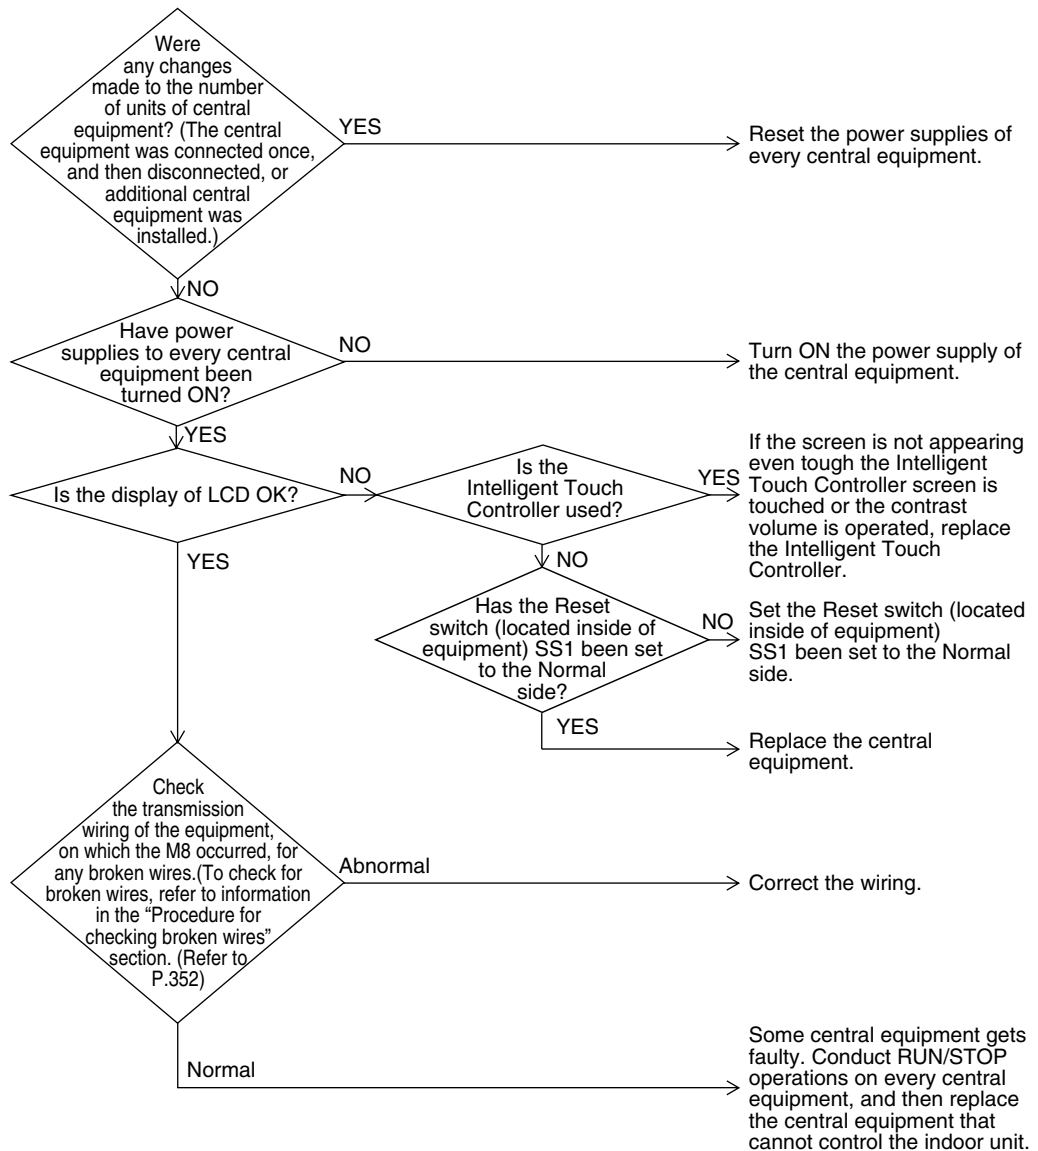 Were
any changes
made to the number
of units of central
equipment? (The central
equipment was connected once,
and then disconnected, or
additional central
equipment was
installed.)
YES
Reset the power supplies of
every central equipment.
NO
Have power
supplies to every central
equipment been
turned ON?
NO
Turn ON the power supply of
the central equipment.
YES
Is the display of LCD OK?
NO
Is the
Intelligent Touch
Controller used?
YES
If the screen is not appearing
even tough the Intelligent
Touch Controller screen is
touched or the contrast
volume is operated, replace
the Intelligent Touch
Controller.
YES
NO
Has the Reset
switch (located inside of
equipment) SS1 been set
to the Normal
side?
NO
Set the Reset switch (located
inside of equipment)
SS1 been set to the Normal
side.
YES
Replace the central
equipment.
Check
the transmission
wiring of the equipment,
on which the M8 occurred, for
any broken wires.(To check for
broken wires, refer to information
in the “Procedure for
checking broken wires”
section. (Refer to
P.352)
Abnormal
Correct the wiring.
Normal
Some central equipment gets
faulty. Conduct RUN/STOP
operations on every central
equipment, and then replace
the central equipment that
cannot control the indoor unit.